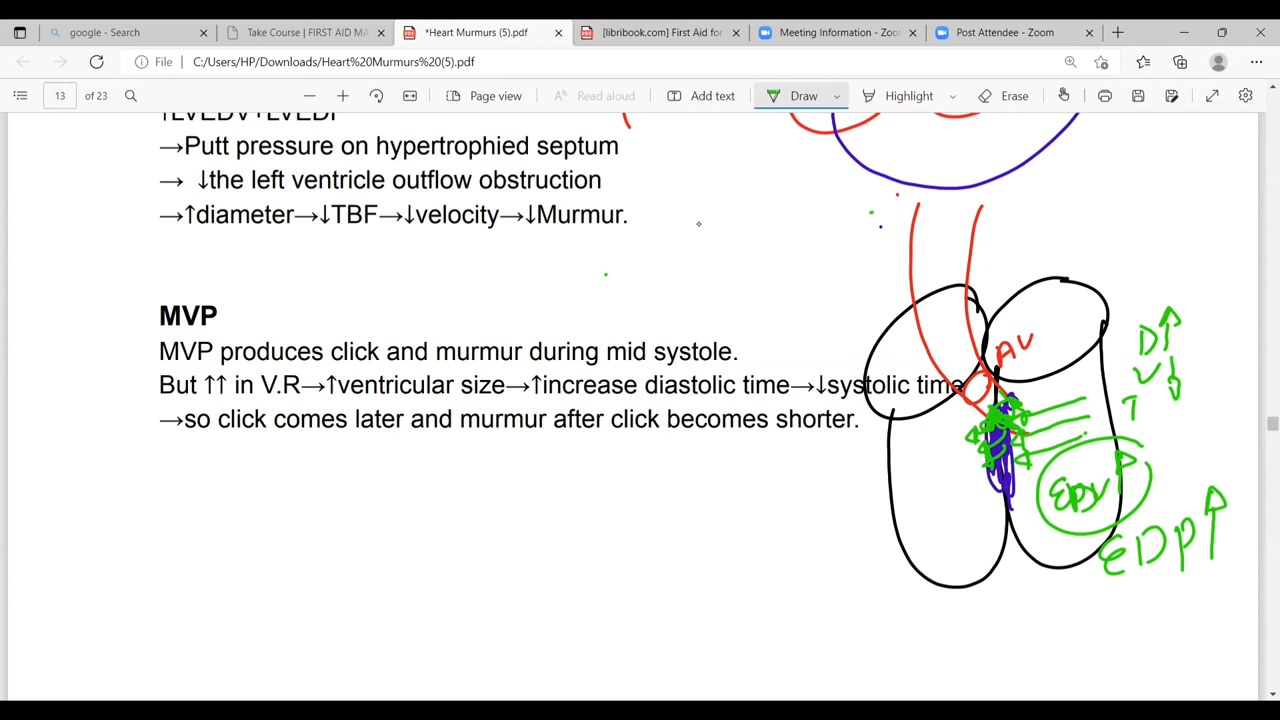 google - Search
Take Course | FIRST AID MA
*Heart Murmurs (5).pdf
[libribook.com] First Aid for
Meeting Information - Zoo
Post Attendee - Zoom
File
C:/Users/HP/Downloads/Heart%20Murmurs%20(5).pdf
13 of 23
Page view
Read aloud
Add text
Draw
Highlight
Erase
↑LVEDV+LVEDP
→Putt pressure on hypertrophied septum
→ ↓the left ventricle outflow obstruction
→↑diameter→↓TBF→↓velocity→↓Murmur.
MVP
MVP produces click and murmur during mid systole.
But ↑↑ in V.R→↑ventricular size→↑increase diastolic time→↓systolic time
→so click comes later and murmur after click becomes shorter.
AV
D↑
V↓
EDV↑
EDP↑